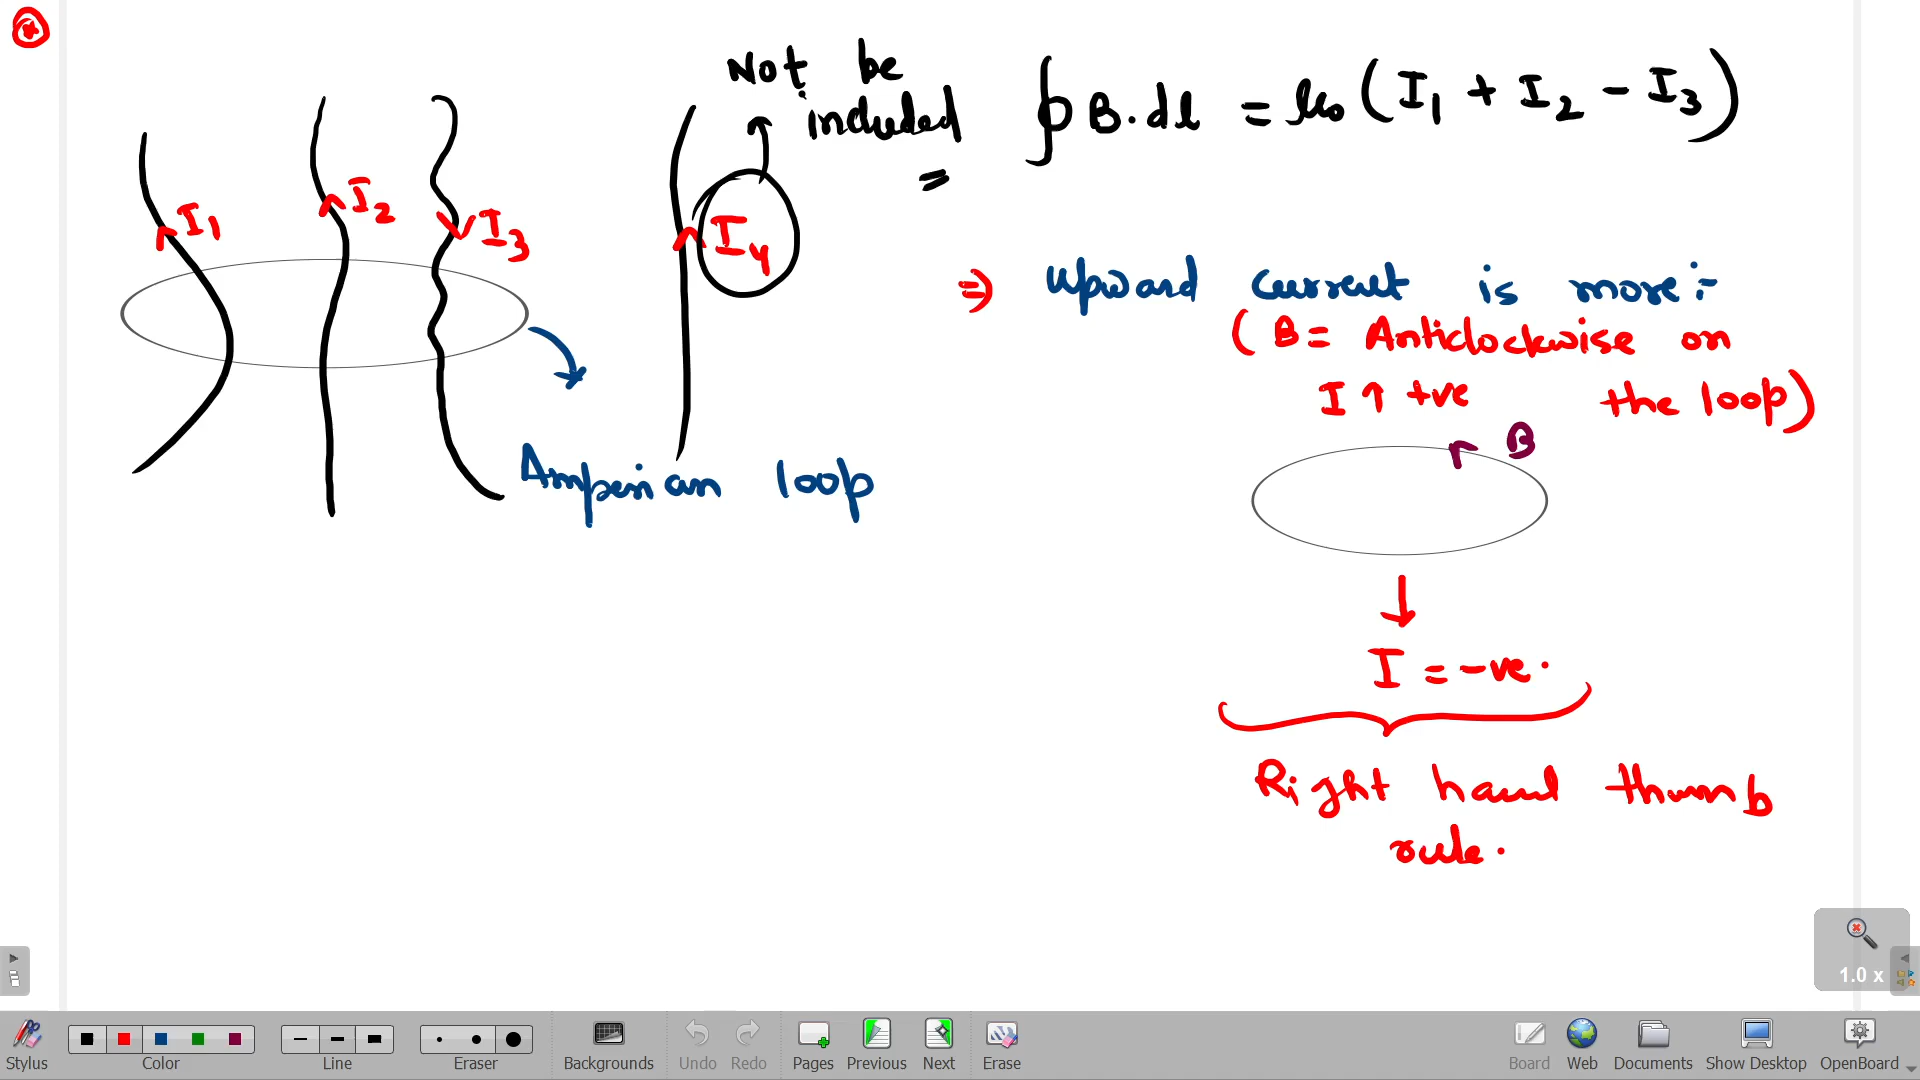 Not be
included
∮B.dl = μ₀ (I₁ + I₂ - I₃)
I₁
I₂
I₃
I₄
⇒ Upward current is more:-
(B = Anticlockwise on
I↑ +ve the loop)
B
Amperian loop
I = -ve.
Right hand thumb
rule.
1.0 x
Stylus
Color
Line
Eraser
Backgrounds
Undo
Redo
Pages
Previous
Next
Erase
Board
Web
Documents
Show Desktop
OpenBoard